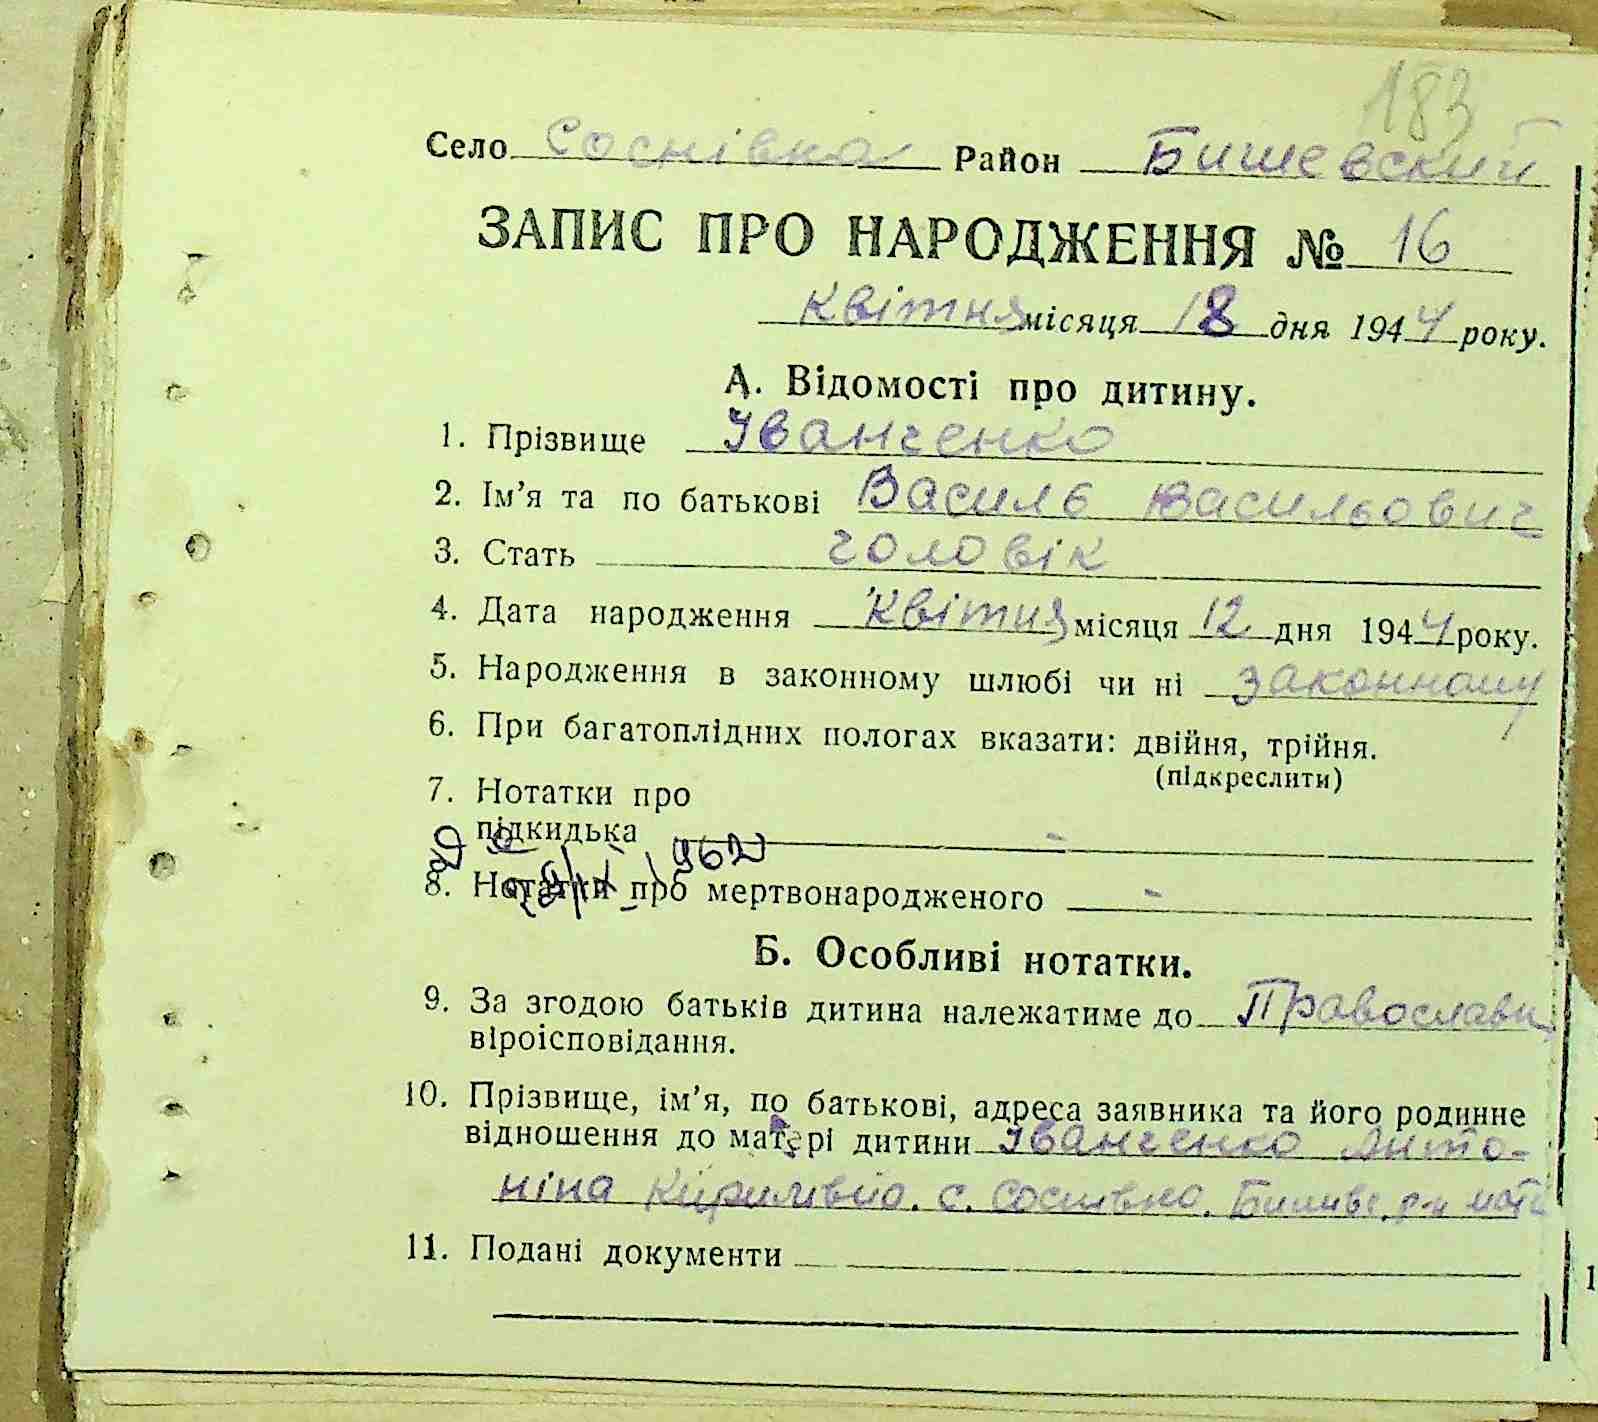 183
Село Соснівка Район Бишевский
ЗАПИС ПРО НАРОДЖЕННЯ № 16
квітня місяця 18 дня 1944 року.
А. Відомості про дитину.
1. Прізвище Іванченко
2. Ім’я та по батькові Василь Васильович
3. Стать чоловік
4. Дата народження квітня місяця 12 дня 1944 року.
5. Народження в законному шлюбі чи ні законному
6. При багатоплідних пологах вказати: двійня, трійня.
(підкреслити)
7. Нотатки про
підкидька -
1962
8. Нотатки про мертвонародженого -
Б. Особливі нотатки.
9. За згодою батьків дитина належатиме до Православн.
віроісповідання.
10. Прізвище, ім’я, по батькові, адреса заявника та його родинне
відношення до матері дитини Іванченко Анто-
ніна с. Соснівка. р-н мати
11. Подані документи
1